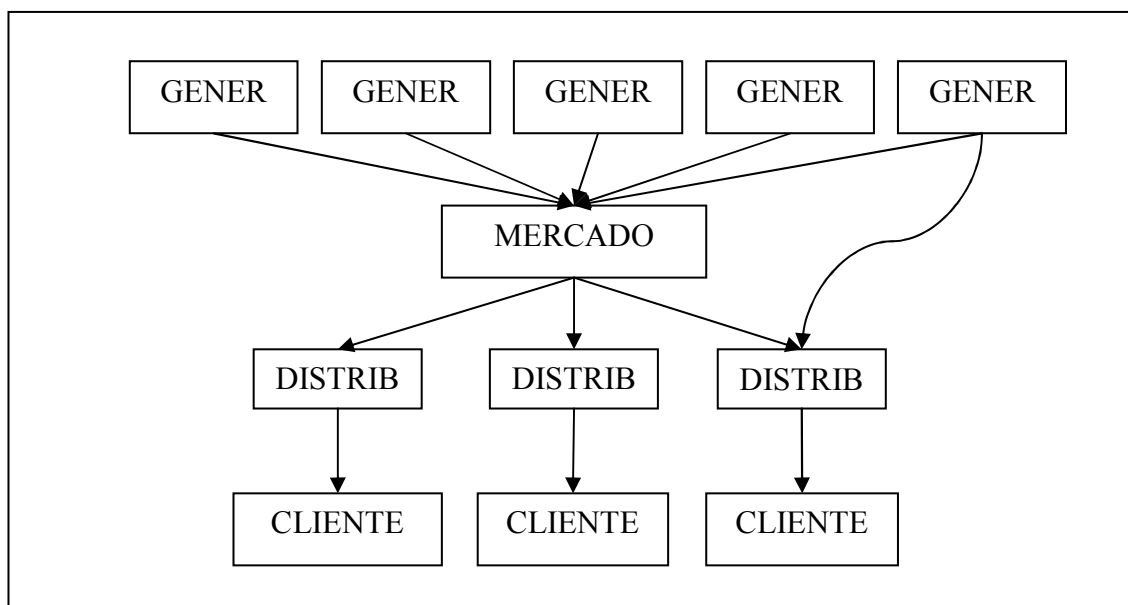 GENER
GENER
GENER
GENER
GENER
MERCADO
DISTRIB
DISTRIB
DISTRIB
CLIENTE
CLIENTE
CLIENTE